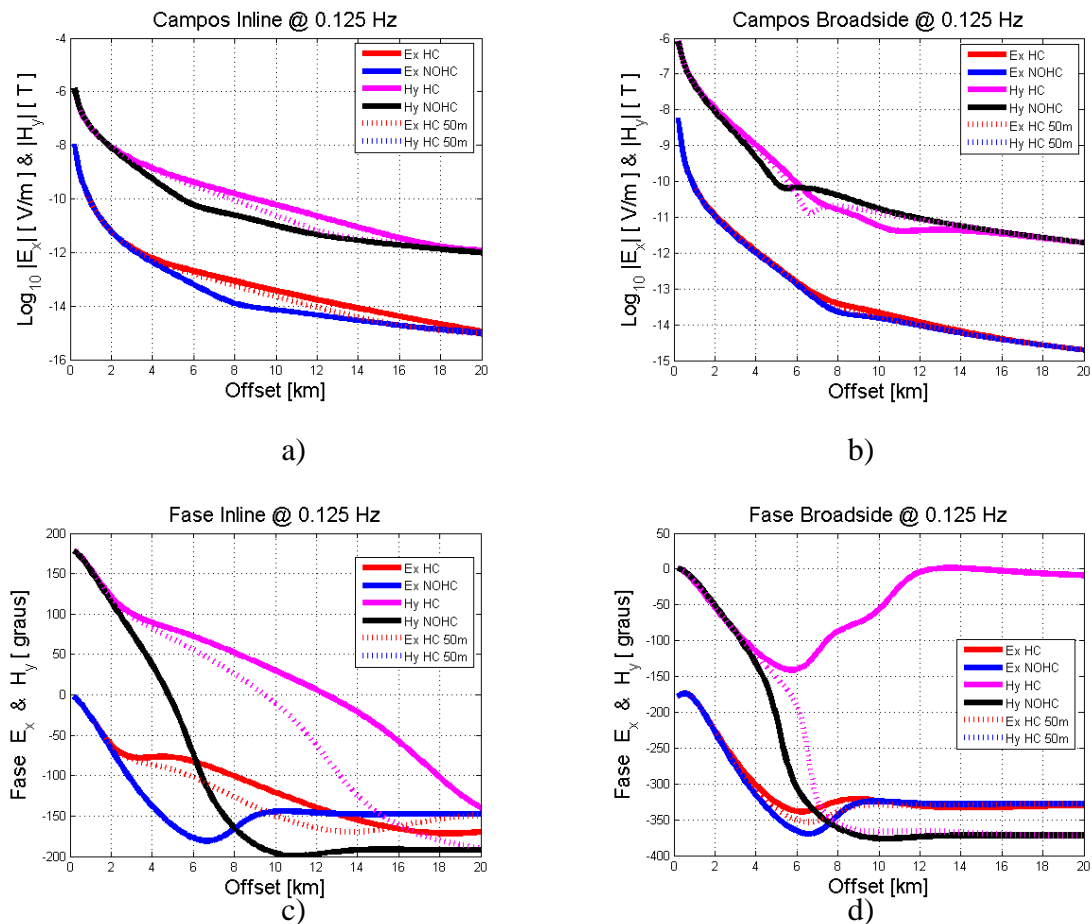 Campos Inline @ 0.125 Hz
Log10 |Ex| [ V/m ] & |Hy| [ T ]
-4
-6
-8
-10
-12
-14
-16
0 2 4 6 8 10 12 14 16 18 20
Offset [km]
Ex HC
Ex NOHC
Hy HC
Hy NOHC
Ex HC 50m
Hy HC 50m
a)
Campos Broadside @ 0.125 Hz
Log10 |Ex| [ V/m ] & |Hy| [ T ]
-6
-7
-8
-9
-10
-11
-12
-13
-14
-15
0 2 4 6 8 10 12 14 16 18 20
Offset [km]
Ex HC
Ex NOHC
Hy HC
Hy NOHC
Ex HC 50m
Hy HC 50m
b)
Fase Inline @ 0.125 Hz
Fase Ex & Hy [ graus]
200
150
100
50
0
-50
-100
-150
-200
0 2 4 6 8 10 12 14 16 18 20
Offset [km]
Ex HC
Ex NOHC
Hy HC
Hy NOHC
Ex HC 50m
Hy HC 50m
c)
Fase Broadside @ 0.125 Hz
Fase Ex & Hy [ graus]
50
0
-50
-100
-150
-200
-250
-300
-350
-400
0 2 4 6 8 10 12 14 16 18 20
Offset [km]
Ex HC
Ex NOHC
Hy HC
Hy NOHC
Ex HC 50m
Hy HC 50m
d)